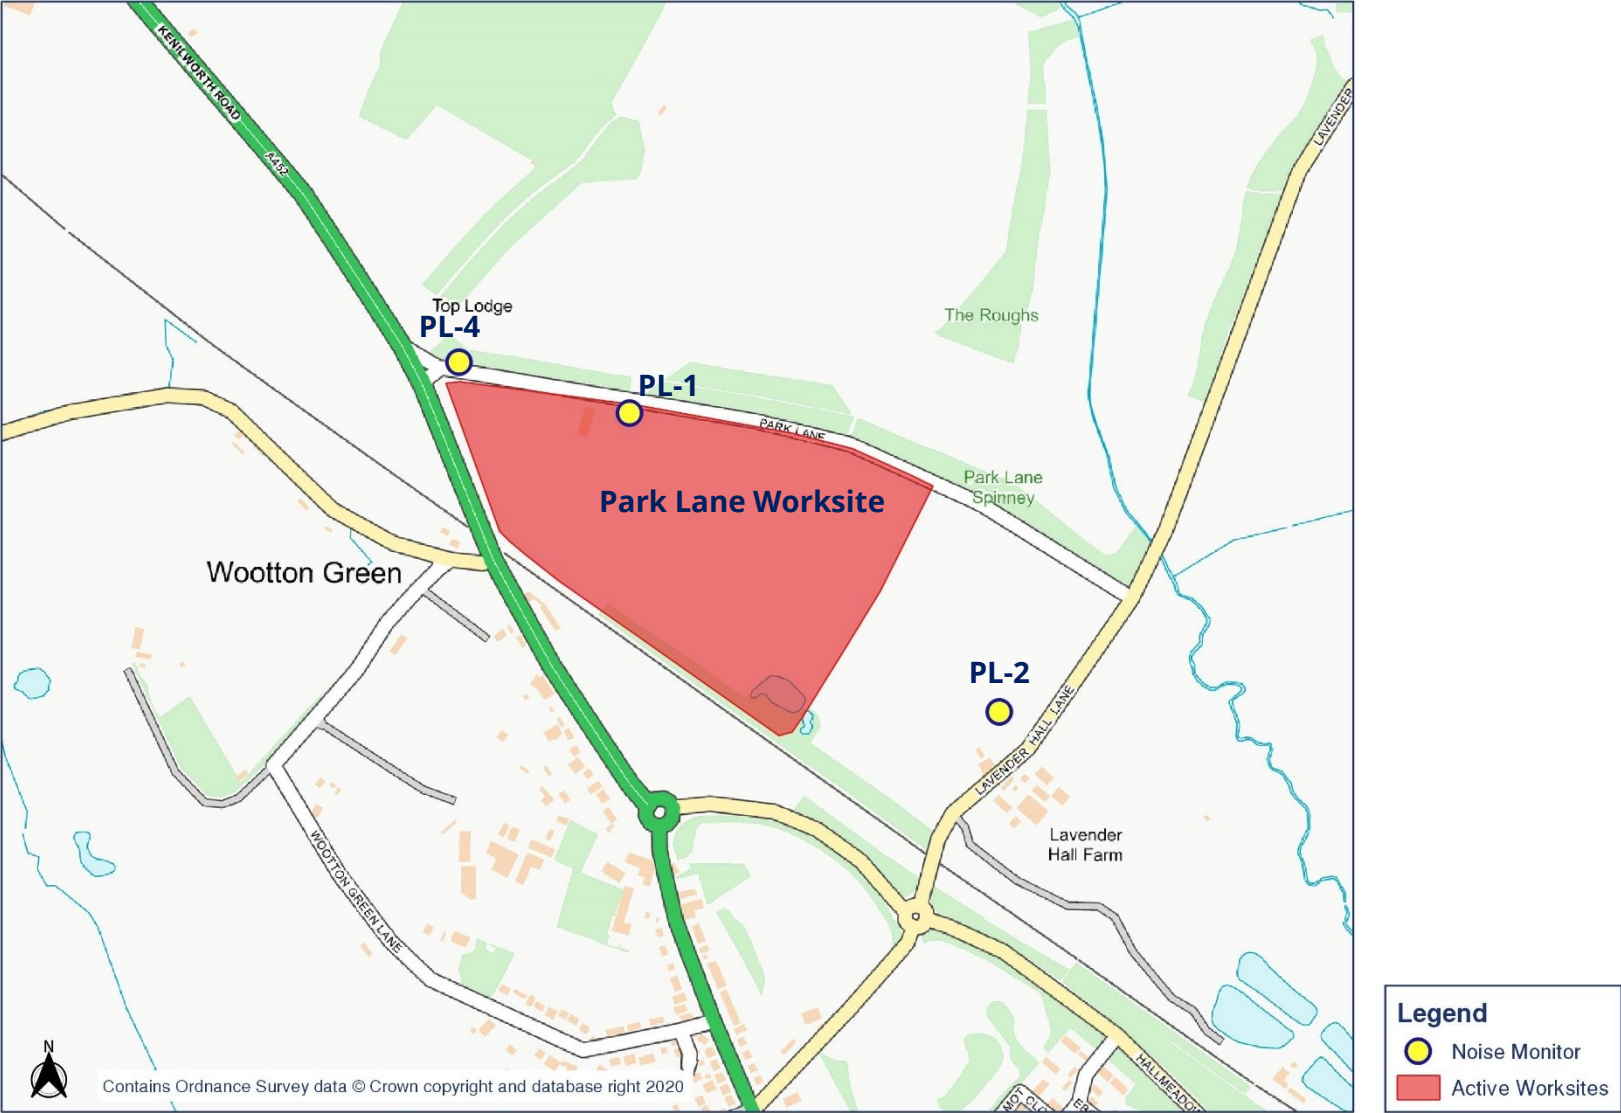 KENILWORTH ROAD
A452
LAVENDER
Top Lodge
PL-4
The Roughs
PL-1
PARK LANE
Park Lane
Spinney
Park Lane Worksite
Wootton Green
PL-2
LAVENDER HALL LANE
Lavender
Hall Farm
WOOTTON GREEN LANE
HALLMEADOW
MOT CLO
N
Contains Ordnance Survey data © Crown copyright and database right 2020
Legend
Noise Monitor
Active Worksites